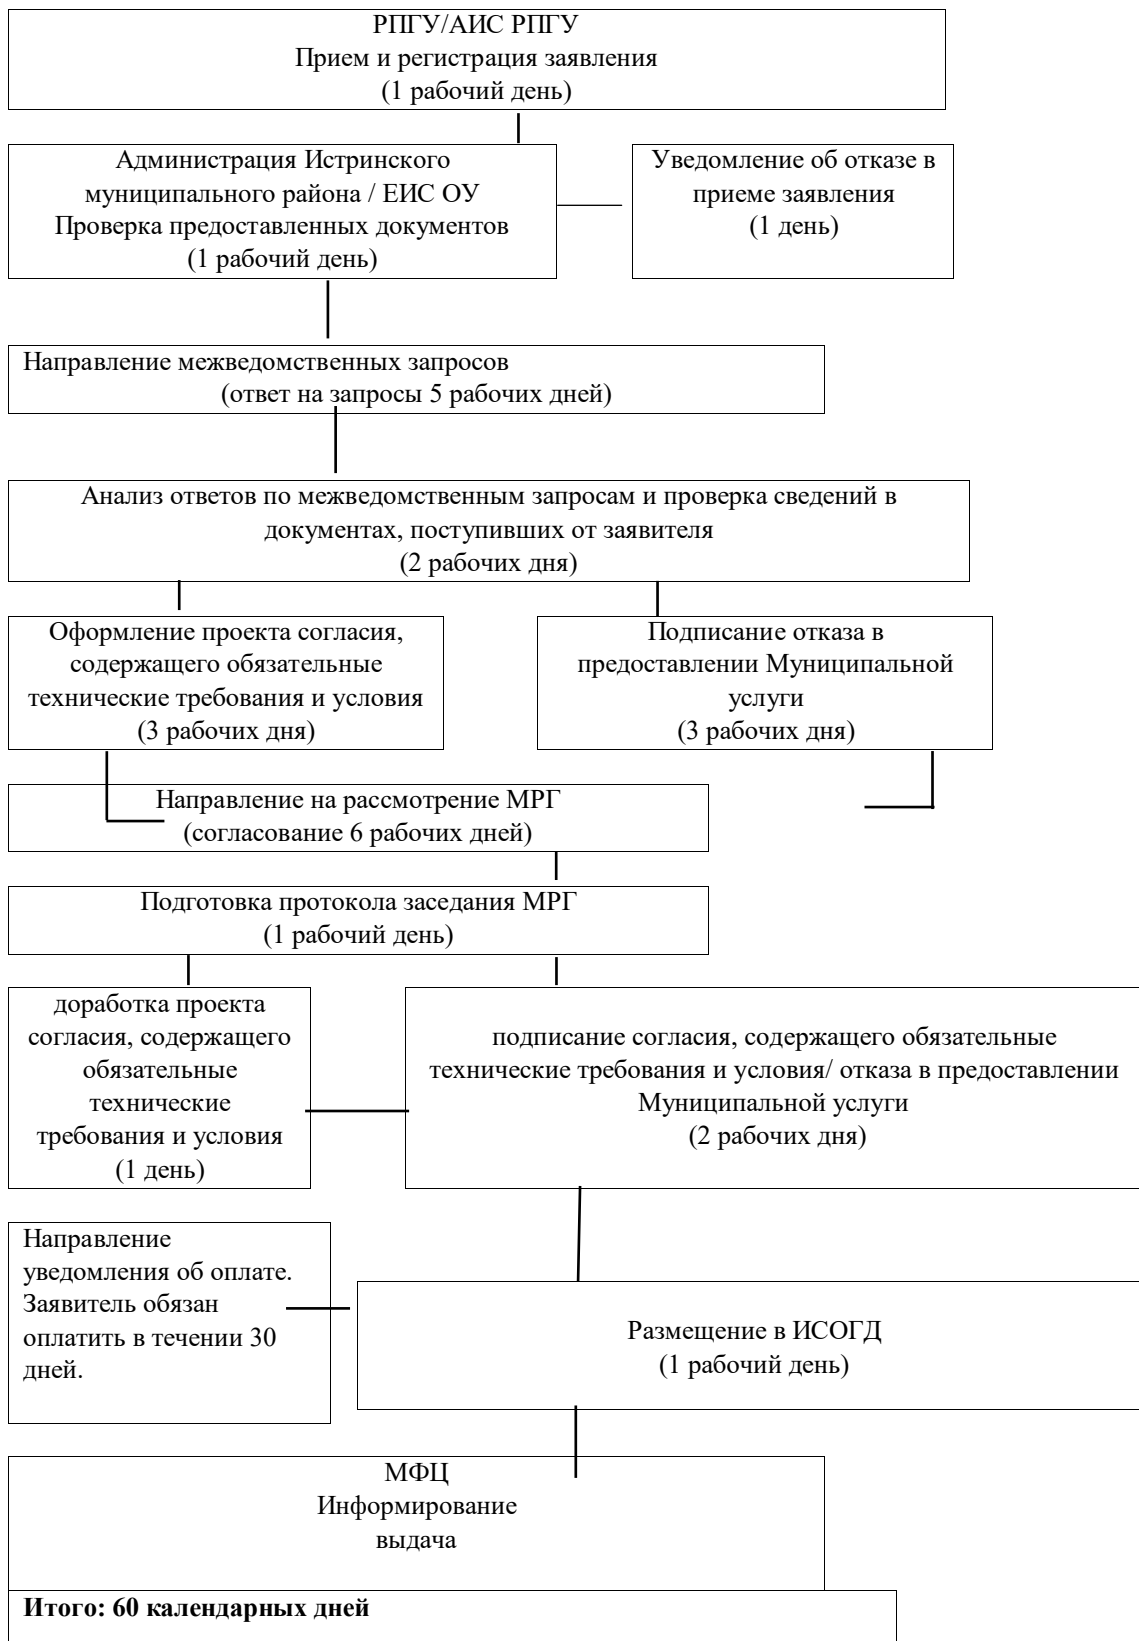 РПГУ/АИС РПГУ
Прием и регистрация заявления
(1 рабочий день)
Администрация Истринского
муниципального района / ЕИС ОУ
Проверка предоставленных документов
(1 рабочий день)
Уведомление об отказе в
приеме заявления
(1 день)
Направление межведомственных запросов
(ответ на запросы 5 рабочих дней)
Анализ ответов по межведомственным запросам и проверка сведений в
документах, поступивших от заявителя
(2 рабочих дня)
Оформление проекта согласия,
содержащего обязательные
технические требования и условия
(3 рабочих дня)
Подписание отказа в
предоставлении Муниципальной
услуги
(3 рабочих дня)
Направление на рассмотрение МРГ
(согласование 6 рабочих дней)
Подготовка протокола заседания МРГ
(1 рабочий день)
доработка проекта
согласия, содержащего
обязательные
технические
требования и условия
(1 день)
подписание согласия, содержащего обязательные
технические требования и условия/ отказа в предоставлении
Муниципальной услуги
(2 рабочих дня)
Направление
уведомления об оплате.
Заявитель обязан
оплатить в течении 30
дней.
Размещение в ИСОГД
(1 рабочий день)
МФЦ
Информирование
выдача
Итого: 60 календарных дней